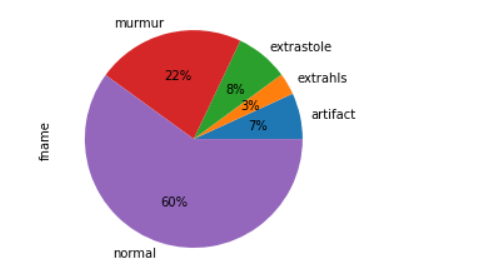 murmur
extrastole
extrahls
artifact
22%
8%
3%
7%
fname
60%
normal